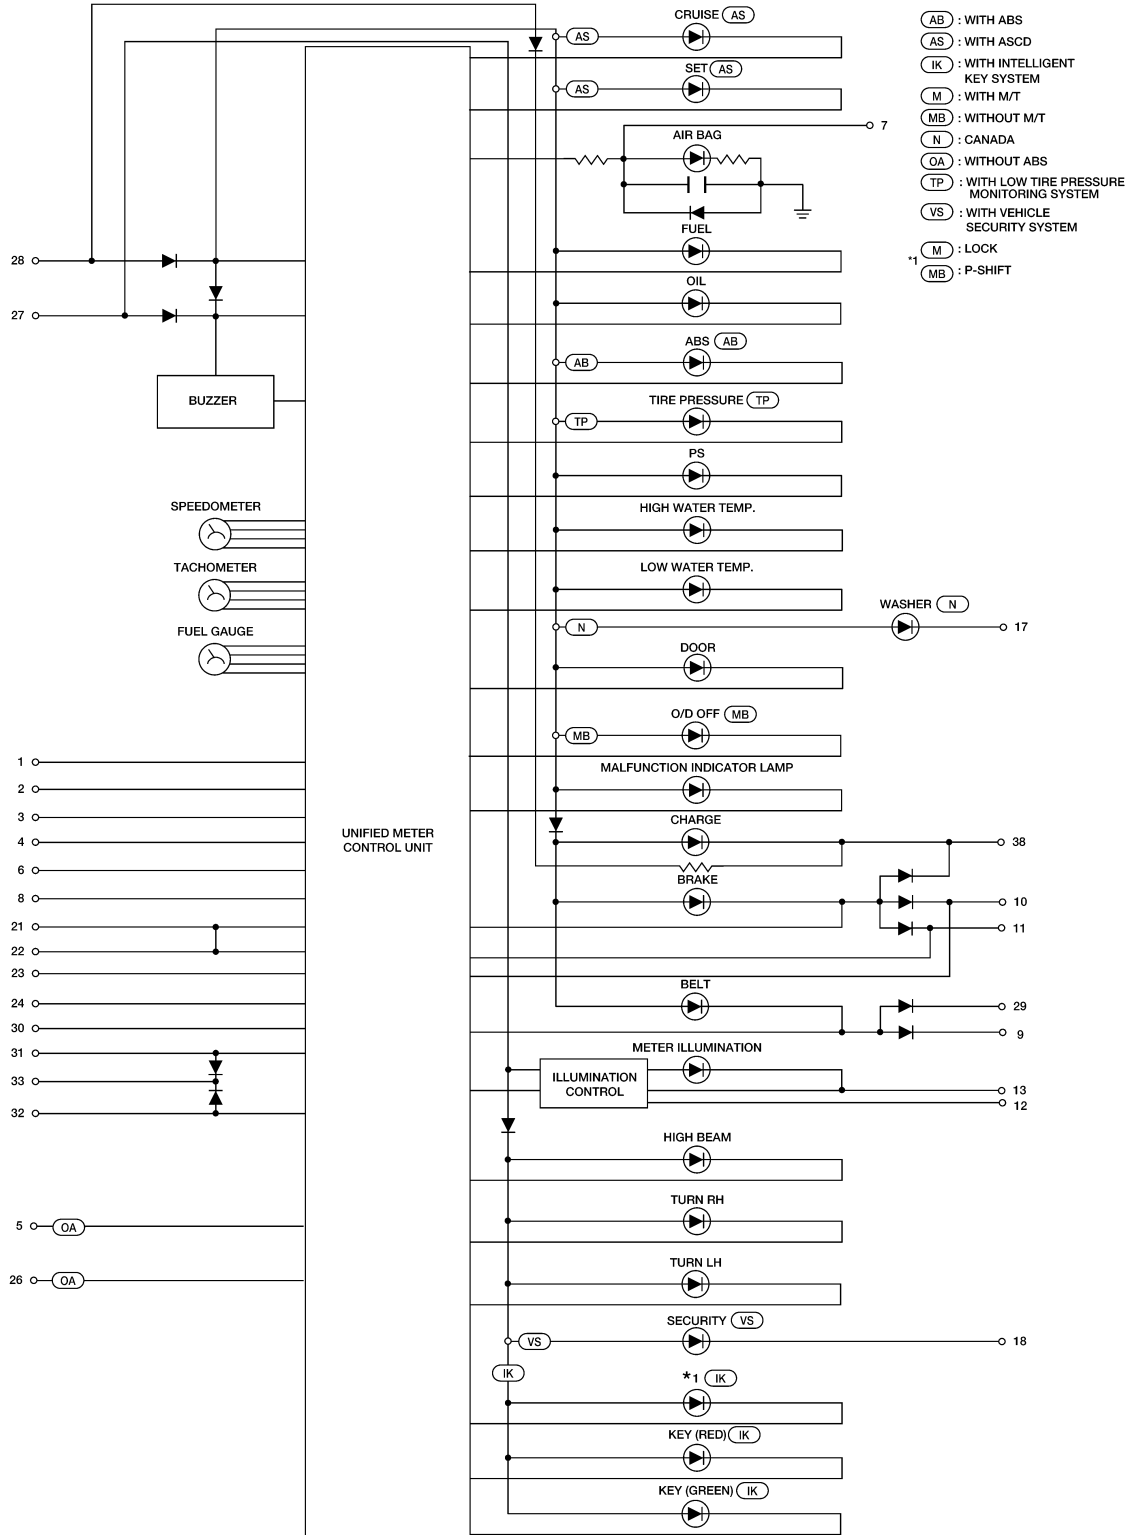 CRUISE AS
AS
SET AS
AS
7
AIR BAG
FUEL
28
OIL
27
ABS AB
AB
BUZZER
TIRE PRESSURE TP
TP
PS
SPEEDOMETER
HIGH WATER TEMP.
TACHOMETER
LOW WATER TEMP.
WASHER N
N
17
FUEL GAUGE
DOOR
O/D OFF MB
MB
1
MALFUNCTION INDICATOR LAMP
2
3
CHARGE
UNIFIED METER
CONTROL UNIT
4
38
6
BRAKE
8
10
21
11
22
23
BELT
24
29
30
9
31
METER ILLUMINATION
ILLUMINATION
CONTROL
33
13
12
32
HIGH BEAM
TURN RH
5 OA
TURN LH
26 OA
SECURITY VS
VS
18
IK
*1 IK
KEY (RED) IK
KEY (GREEN) IK
AB : WITH ABS
AS : WITH ASCD
IK : WITH INTELLIGENT
KEY SYSTEM
M : WITH M/T
MB : WITHOUT M/T
N : CANADA
OA : WITHOUT ABS
TP : WITH LOW TIRE PRESSURE
MONITORING SYSTEM
VS : WITH VEHICLE
SECURITY SYSTEM
*1
M : LOCK
MB : P-SHIFT